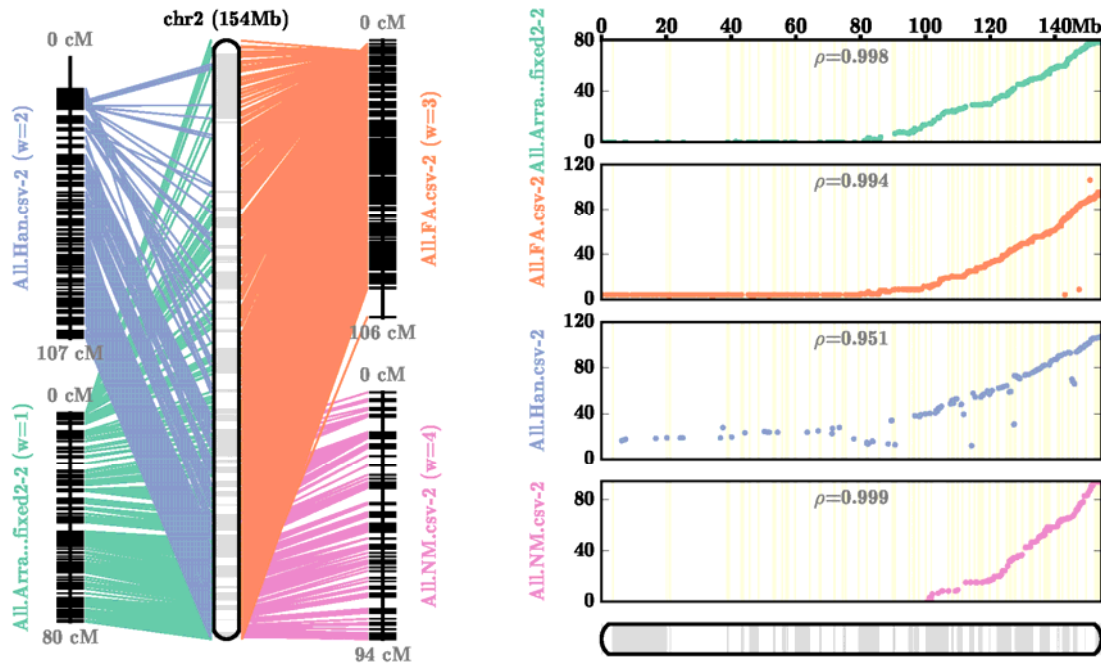 chr2 (154Mb)
0 cM
All.Han.csv-2 (w=2)
107 cM
0 cM
All.Arra...fixed2-2 (w=1)
80 cM
0 cM
All.FA.csv-2 (w=3)
106 cM
0 cM
All.NM.csv-2 (w=4)
94 cM
0 20 40 60 80 100 120 140Mb
All.Arra...fixed2-2
80
40
0
ρ=0.998
All.FA.csv-2
120
80
40
0
ρ=0.994
All.Han.csv-2
120
80
40
0
ρ=0.951
All.NM.csv-2
80
40
0
ρ=0.999